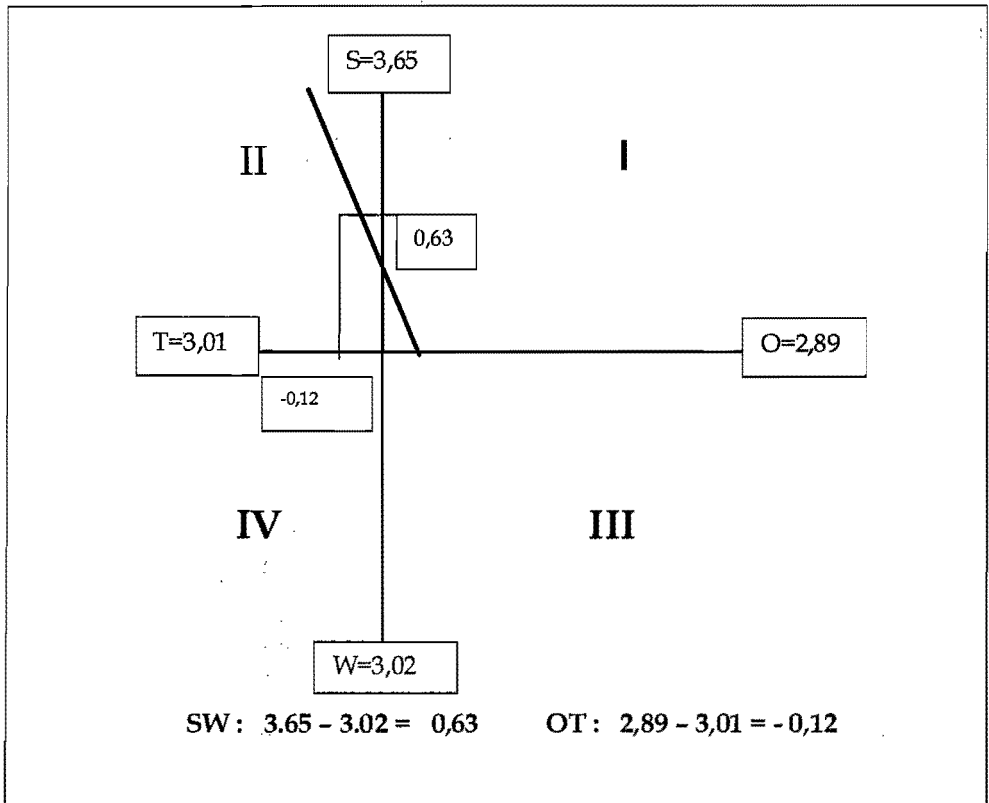 S=3,65
II I
0,63
T=3,01 O=2,89
-0,12
IV III
W=3,02
SW : 3.65 – 3.02 = 0,63 OT : 2,89 – 3,01 = - 0,12